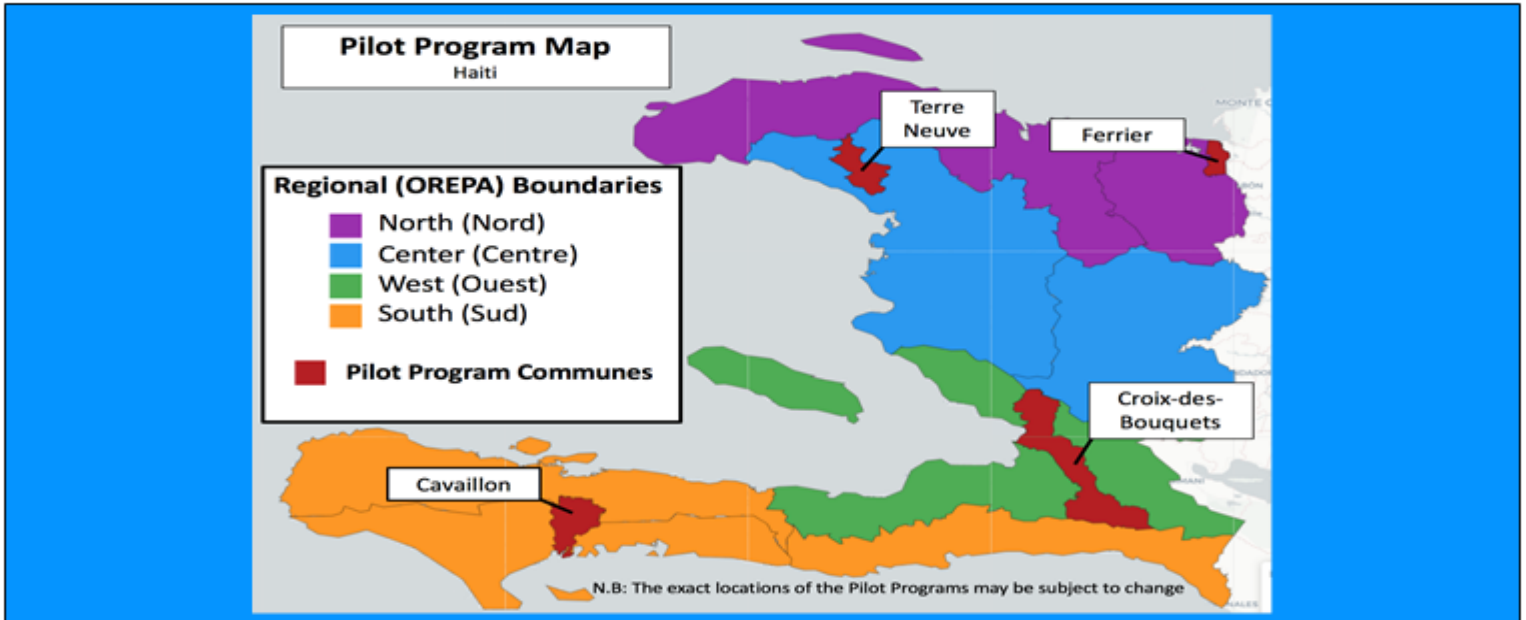 Pilot Program Map
Haiti
Terre
Neuve
Ferrier
Regional (OREPA) Boundaries
North (Nord)
Center (Centre)
West (Ouest)
South (Sud)
Pilot Program Communes
Croix-des-
Bouquets
Cavaillon
N.B: The exact locations of the Pilot Programs may be subject to change